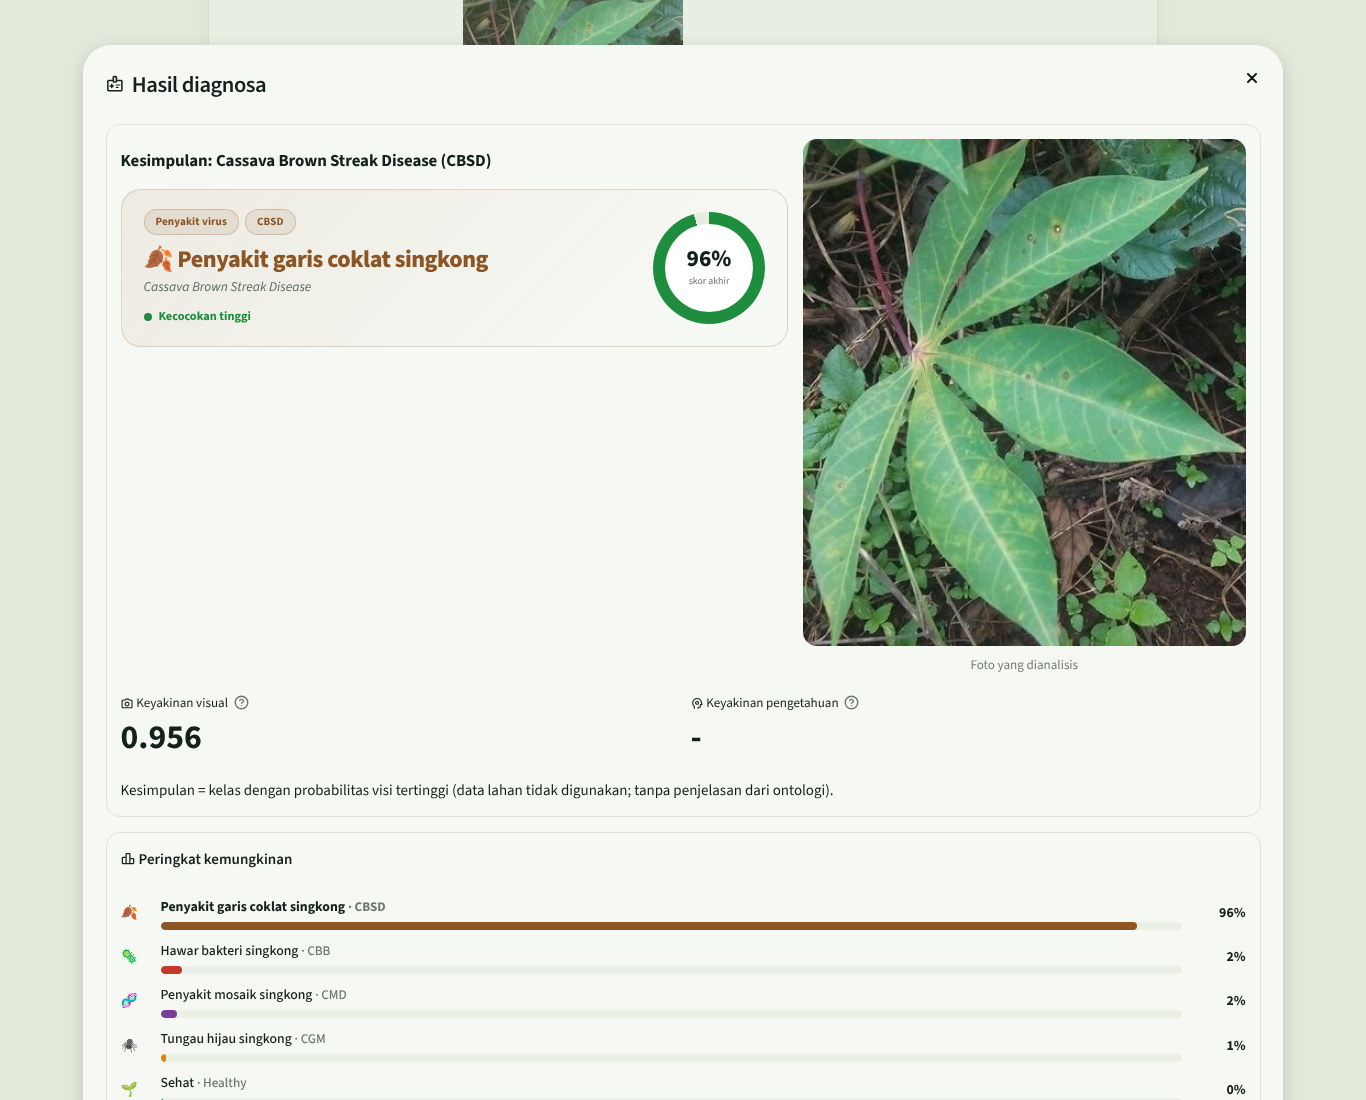 Hasil diagnosa
Kesimpulan: Cassava Brown Streak Disease (CBSD)
Penyakit virus CBSD
Penyakit garis coklat singkong
Cassava Brown Streak Disease
Kecocokan tinggi
96%
skor akhir
Foto yang dianalisis
Keyakinan visual
0.956
Keyakinan pengetahuan
-
Kesimpulan = kelas dengan probabilitas visi tertinggi (data lahan tidak digunakan; tanpa penjelasan dari ontologi).
Peringkat kemungkinan
Penyakit garis coklat singkong · CBSD 96%
Hawar bakteri singkong · CBB 2%
Penyakit mosaik singkong · CMD 2%
Tungau hijau singkong · CGM 1%
Sehat · Healthy 0%